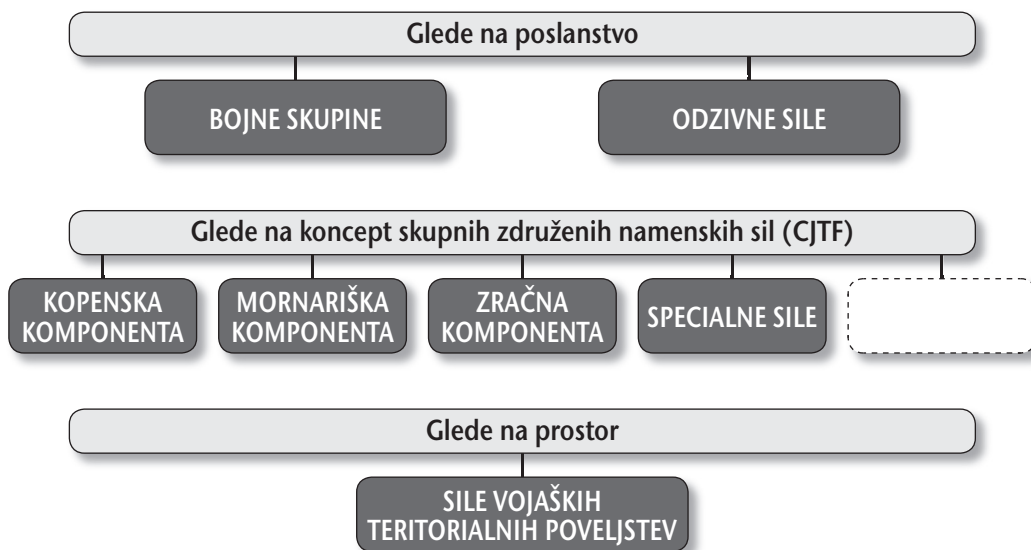 Glede na poslanstvo
BOJNE SKUPINE
ODZIVNE SILE
Glede na koncept skupnih združenih namenskih sil (CJTF)
KOPENSKA
KOMPONENTA
MORNARIŠKA
KOMPONENTA
ZRAČNA
KOMPONENTA
SPECIALNE SILE
Glede na prostor
SILE VOJAŠKIH
TERITORIALNIH POVELJSTEV